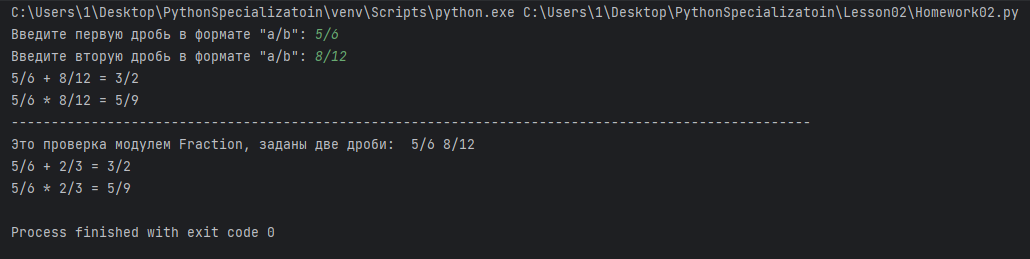 C:\Users\1\Desktop\PythonSpecializatoin\venv\Scripts\python.exe C:\Users\1\Desktop\PythonSpecializatoin\Lesson02\Homework02.py
Введите первую дробь в формате "a/b": 5/6
Введите вторую дробь в формате "a/b": 8/12
5/6 + 8/12 = 3/2
5/6 * 8/12 = 5/9
----------------------------------------------------------------------------------------------------
Это проверка модулем Fraction, заданы две дроби:  5/6 8/12
5/6 + 2/3 = 3/2
5/6 * 2/3 = 5/9
Process finished with exit code 0